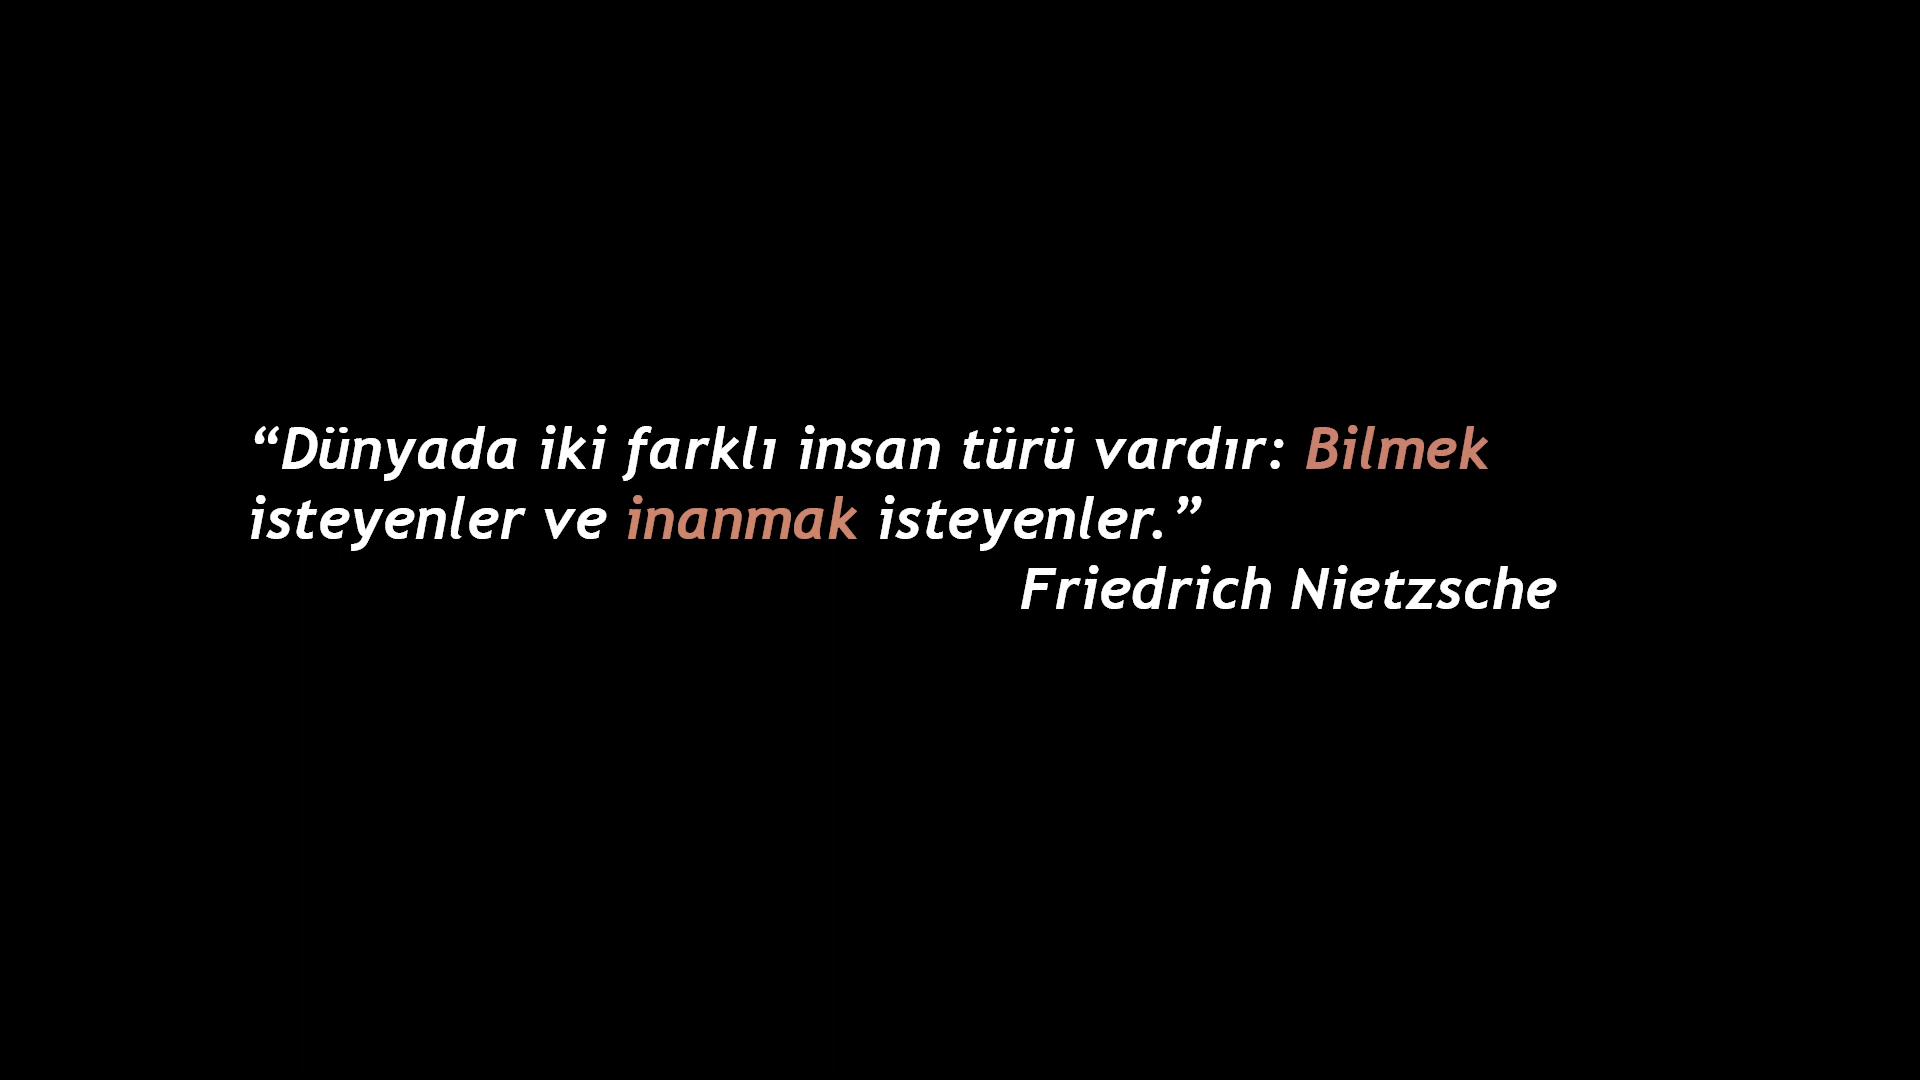 “Dünyada iki farklı insan türü vardır: Bilmek
isteyenler ve inanmak isteyenler.”
Friedrich Nietzsche